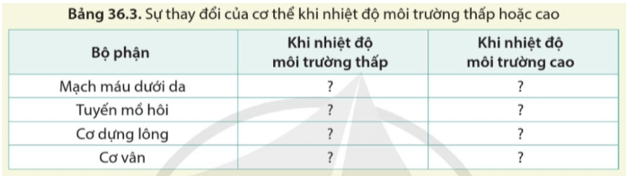 Bảng 36.3. Sự thay đổi của cơ thể khi nhiệt độ môi trường thấp hoặc cao
Bộ phận | Khi nhiệt độ môi trường thấp | Khi nhiệt độ môi trường cao
Mạch máu dưới da | ? | ?
Tuyến mồ hôi | ? | ?
Cơ dựng lông | ? | ?
Cơ vân | ? | ?